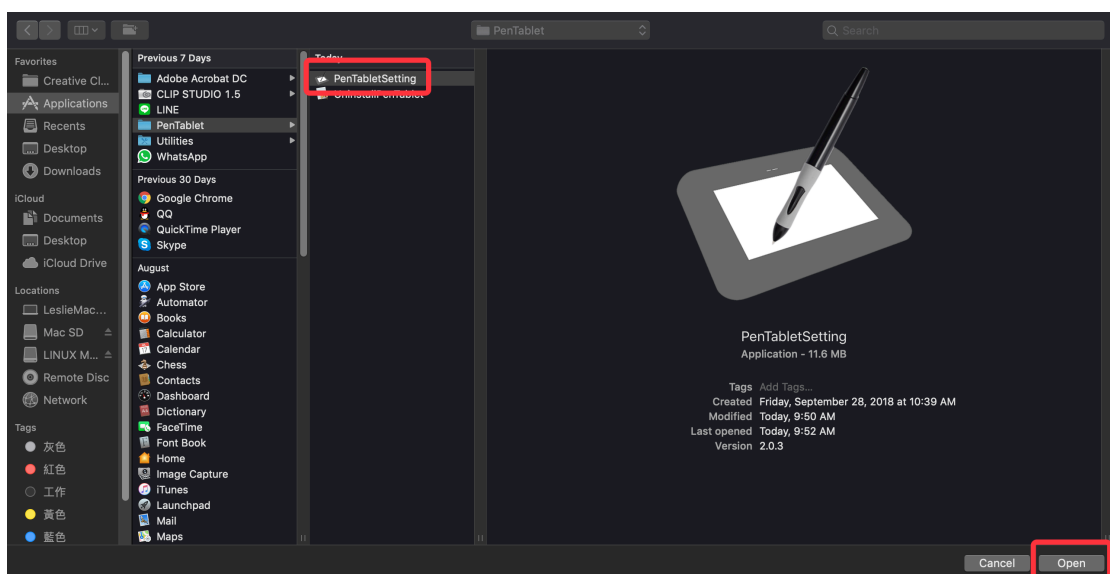 PenTablet
Search
Favorites
Creative Cl...
Applications
Recents
Desktop
Downloads
iCloud
Documents
Desktop
iCloud Drive
Locations
LeslieMac...
Mac SD
LINUX M...
Remote Disc
Network
Tags
灰色
紅色
工作
黃色
藍色
Previous 7 Days
Adobe Acrobat DC
CLIP STUDIO 1.5
LINE
PenTablet
Utilities
WhatsApp
Previous 30 Days
Google Chrome
QQ
QuickTime Player
Skype
August
App Store
Automator
Books
Calculator
Calendar
Chess
Contacts
Dashboard
Dictionary
FaceTime
Font Book
Home
Image Capture
iTunes
Launchpad
Mail
Maps
Today
PenTabletSetting
UninstallPenTablet
PenTabletSetting
Application - 11.6 MB
Tags Add Tags...
Created Friday, September 28, 2018 at 10:39 AM
Modified Today, 9:50 AM
Last opened Today, 9:52 AM
Version 2.0.3
Cancel
Open